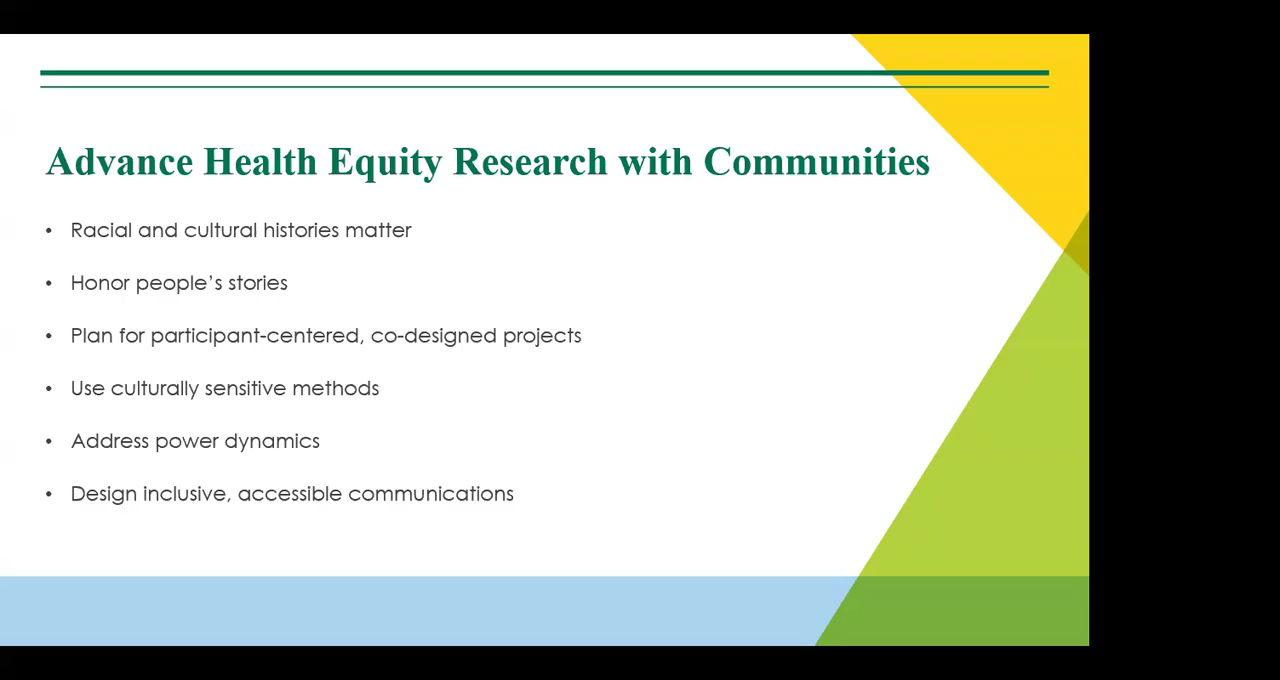 Advance Health Equity Research with Communities
• Racial and cultural histories matter
• Honor people’s stories
• Plan for participant-centered, co-designed projects
• Use culturally sensitive methods
• Address power dynamics
• Design inclusive, accessible communications